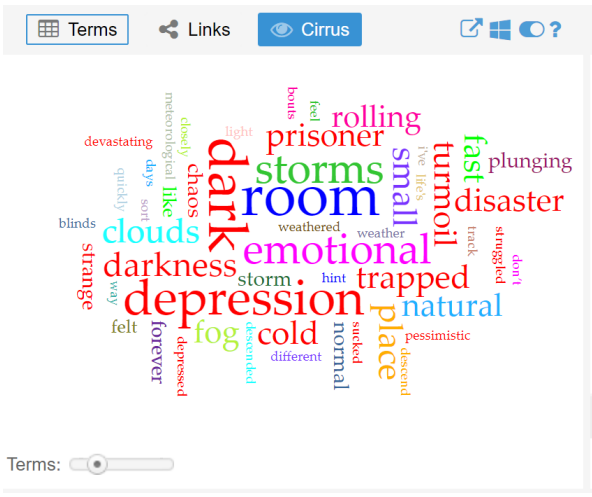 Terms Links Cirrus ?
bouts
feel
meteorological
closely
light
rolling
devastating
prisoner
dark
storms
small
i've
life's
turmoil
fast
plunging
quickly
days
sort
like
chaos
room
disaster
blinds
clouds
weathered
weather
emotional
track
struggled
don't
strange
darkness
way
storm
hint
trapped
depression
natural
felt
forever
depressed
fog
descended
cold
different
normal
sucked
place
descend
pessimistic
Terms: